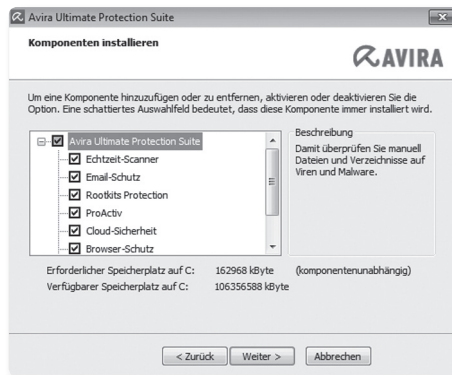 Avira Ultimate Protection Suite
Komponenten installieren
AVIRA
Um eine Komponente hinzuzufügen oder zu entfernen, aktivieren oder deaktivieren Sie die
Option. Eine schattiertes Auswahlfeld bedeutet, dass diese Komponente immer installiert wird.
Avira Ultimate Protection Suite
Echtzeit-Scanner
Email-Schutz
Rootkits Protection
ProActiv
Cloud-Sicherheit
Browser-Schutz
Beschreibung
Damit überprüfen Sie manuell
Dateien und Verzeichnisse auf
Viren und Malware.
Erforderlicher Speicherplatz auf C: 162968 kByte (komponentenunabhängig)
Verfügbarer Speicherplatz auf C: 106356588 kByte
< Zurück Weiter > Abbrechen